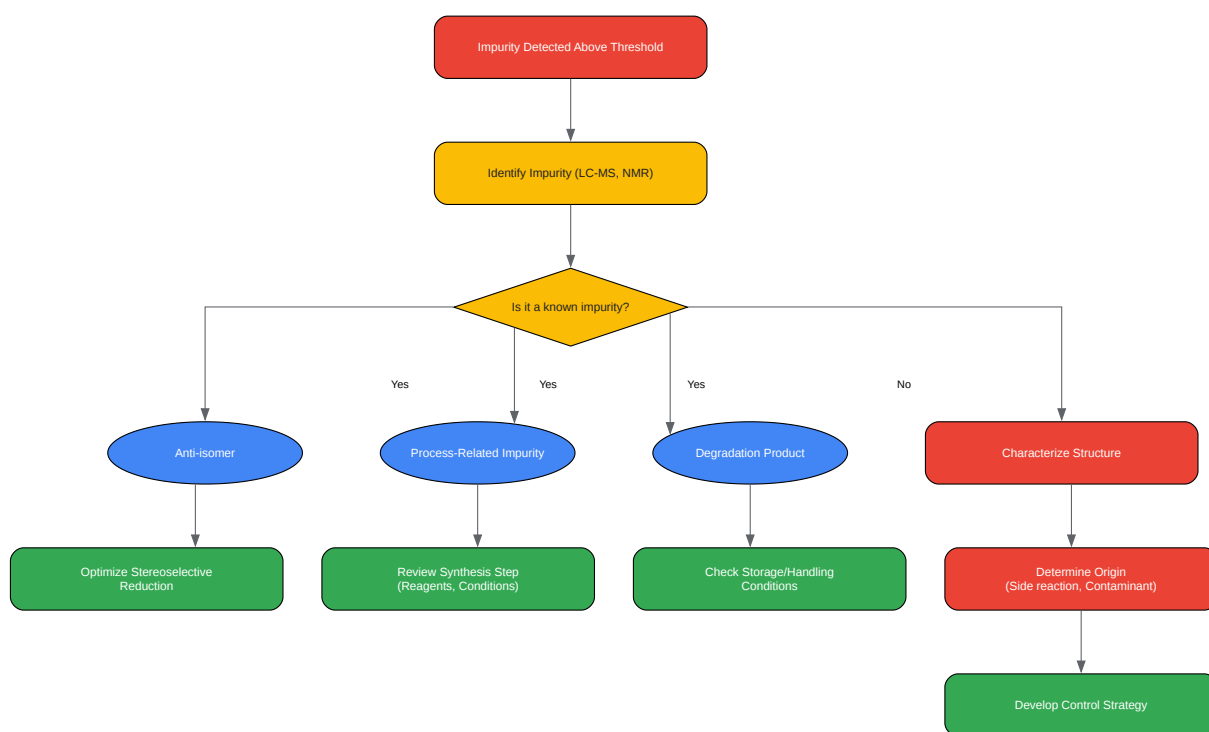 Impurity Detected Above Threshold
Identify Impurity (LC-MS, NMR)
Is it a known impurity?
Yes
Yes
Yes
No
Anti-isomer
Process-Related Impurity
Degradation Product
Characterize Structure
Optimize Stereoselective
Reduction
Review Synthesis Step
(Reagents, Conditions)
Check Storage/Handling
Conditions
Determine Origin
(Side reaction, Contaminant)
Develop Control Strategy